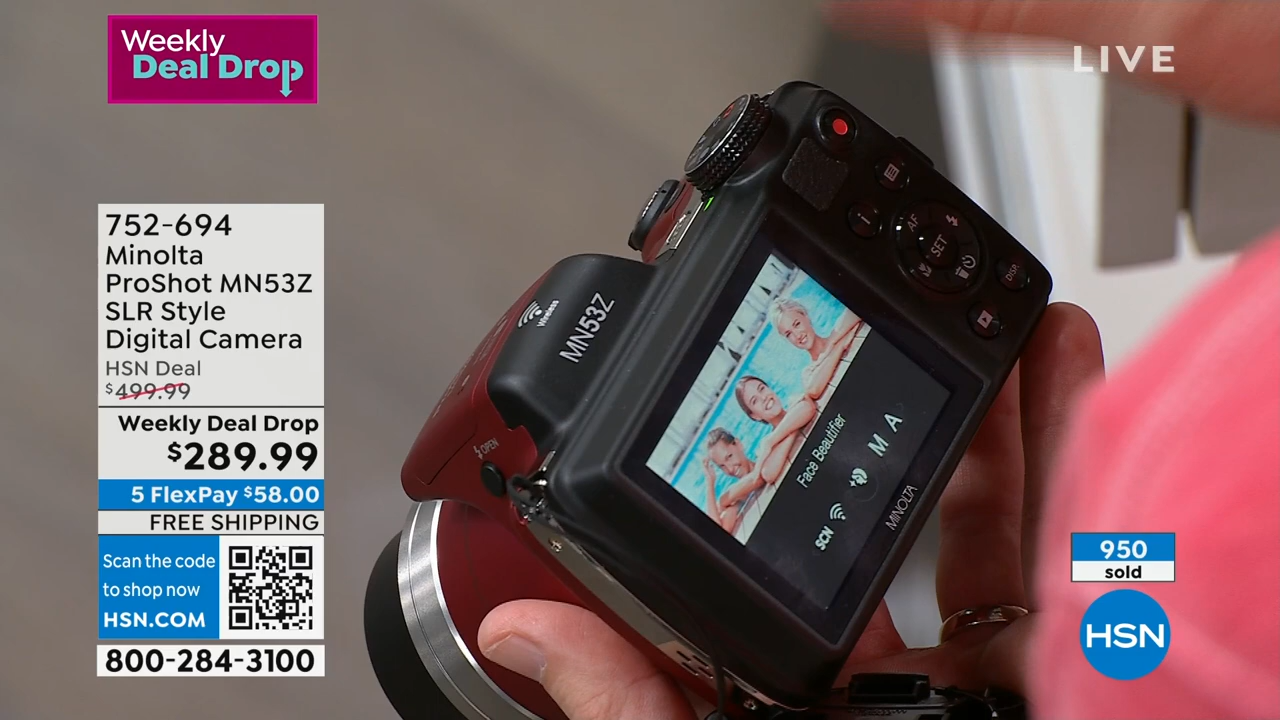 Weekly
Deal Drop
LIVE
752-694
Minolta
ProShot MN53Z
SLR Style
Digital Camera
HSN Deal
$499.99
Weekly Deal Drop
$289.99
5 FlexPay $58.00
FREE SHIPPING
Scan the code
to shop now
HSN.COM
800-284-3100
Wireless
MN53Z
OPEN
i
AF
SET
DISP
Face Beautifier
SCN
M A
MINOLTA
950
sold
HSN